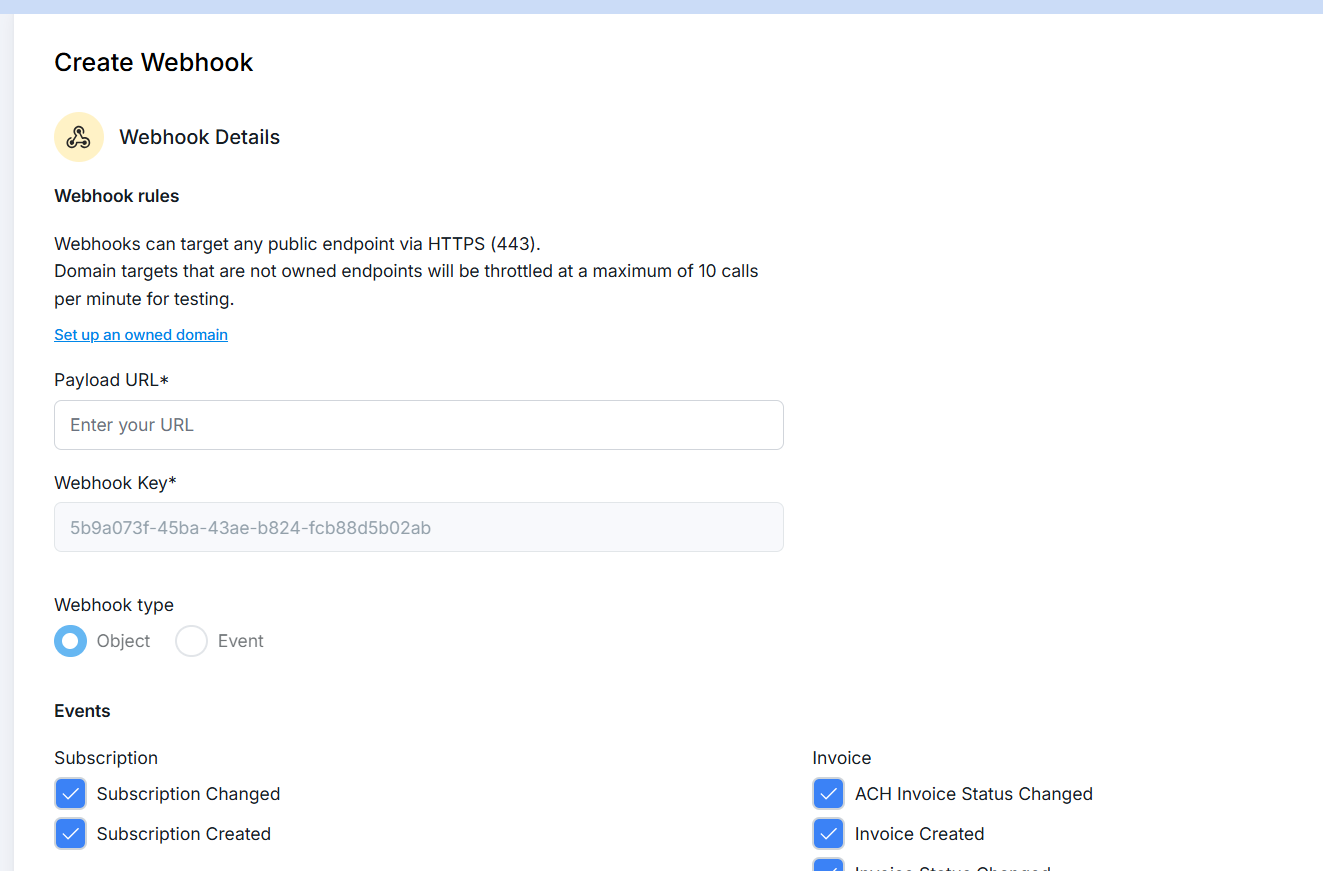 Create Webhook
Webhook Details
Webhook rules
Webhooks can target any public endpoint via HTTPS (443).
Domain targets that are not owned endpoints will be throttled at a maximum of 10 calls
per minute for testing.
Set up an owned domain
Payload URL*
Enter your URL
Webhook Key*
5b9a073f-45ba-43ae-b824-fcb88d5b02ab
Webhook type
Object Event
Events
Subscription
Subscription Changed
Subscription Created
Invoice
ACH Invoice Status Changed
Invoice Created
Invoice Status Changed